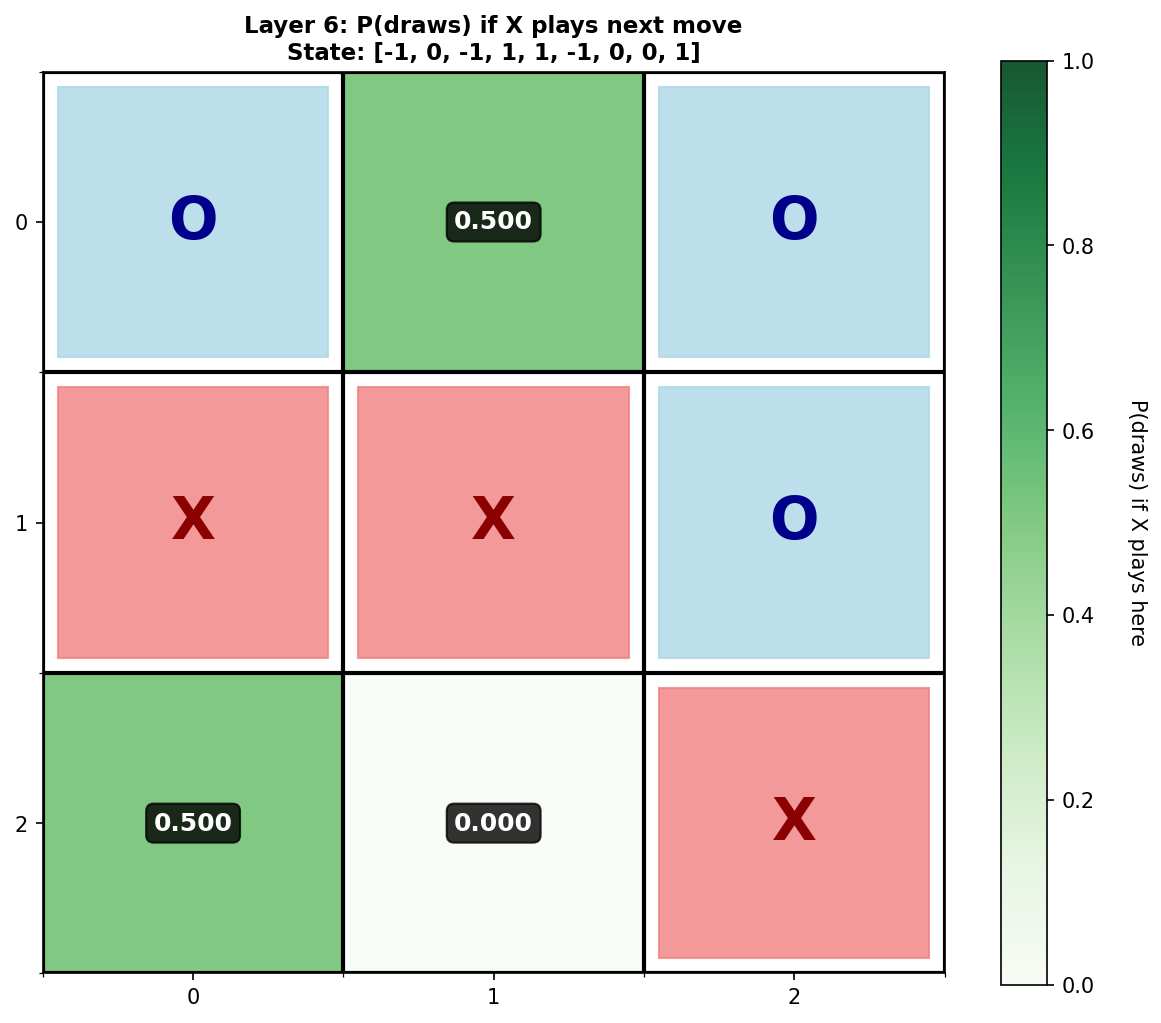 Layer 6: P(draws) if X plays next move
State: [-1, 0, -1, 1, 1, -1, 0, 0, 1]
0
O
0.500
O
1
X
X
O
2
0.500
0.000
X
0
1
2
1.0
0.8
0.6
0.4
0.2
0.0
P(draws) if X plays here